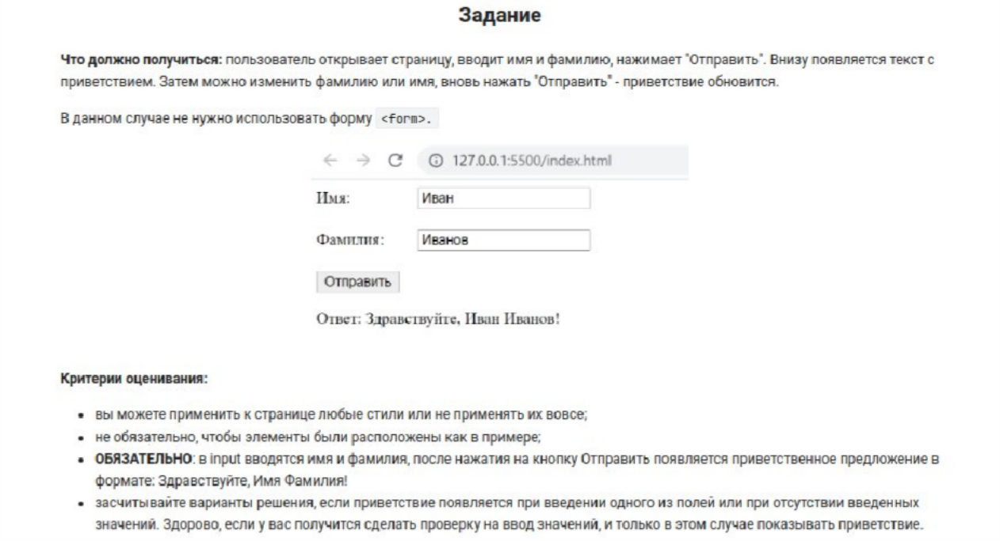 Задание
Что должно получиться: пользователь открывает страницу, вводит имя и фамилию, нажимает "Отправить". Внизу появляется текст с
приветствием. Затем можно изменить фамилию или имя, вновь нажать "Отправить" - приветствие обновится.
В данном случае не нужно использовать форму <form>.
127.0.0.1:5500/index.html
Имя: Иван
Фамилия: Иванов
Отправить
Ответ: Здравствуйте, Иван Иванов!
Критерии оценивания:
• вы можете применить к странице любые стили или не применять их вовсе;
• не обязательно, чтобы элементы были расположены как в примере;
• ОБЯЗАТЕЛЬНО: в input вводятся имя и фамилия, после нажатия на кнопку Отправить появляется приветственное предложение в
формате: Здравствуйте, Имя Фамилия!
• засчитывайте варианты решения, если приветствие появляется при введении одного из полей или при отсутствии введенных
значений. Здорово, если у вас получится сделать проверку на ввод значений, и только в этом случае показывать приветствие.